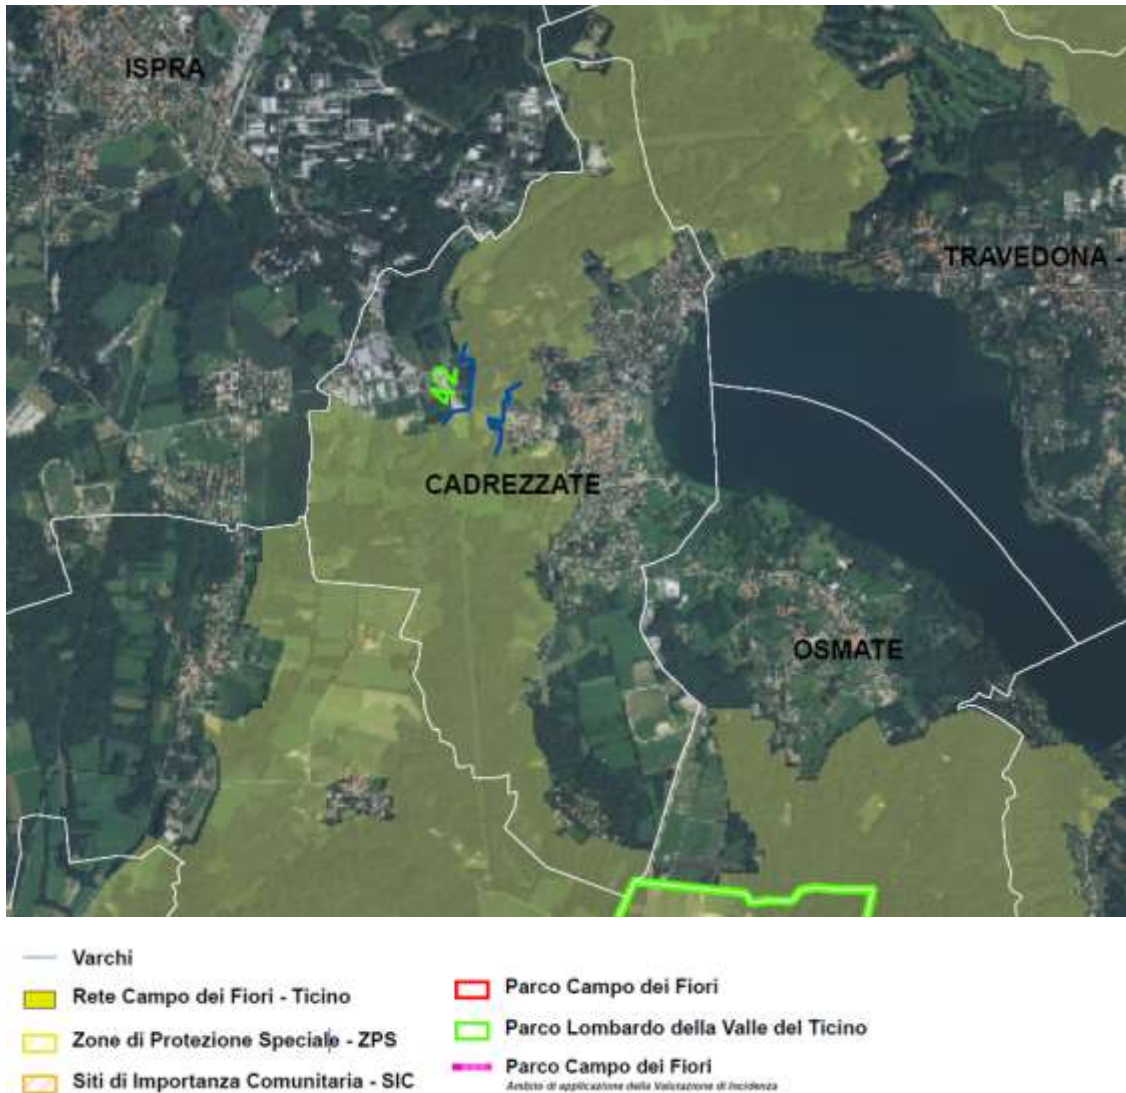 ISPRA
TRAVEDONA -
42
CADREZZATE
OSMATE
Varchi
Rete Campo dei Fiori - Ticino
Zone di Protezione Speciale - ZPS
Siti di Importanza Comunitaria - SIC
Parco Campo dei Fiori
Parco Lombardo della Valle del Ticino
Parco Campo dei Fiori
Ambito di applicazione della Valutazione di Incidenza